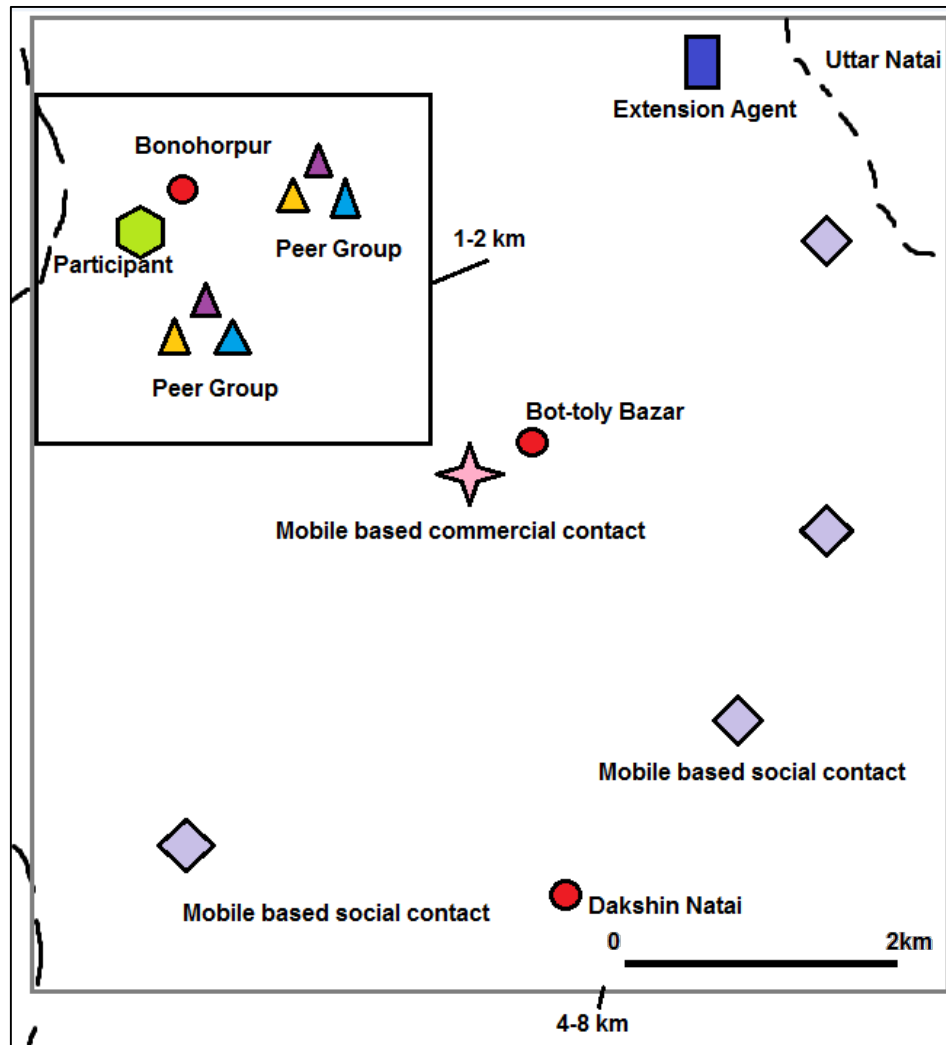 Uttar Natai
Extension Agent
Bonohorpur
Peer Group
1-2 km
Participant
Peer Group
Bot-toly Bazar
Mobile based commercial contact
Mobile based social contact
Mobile based social contact
Dakshin Natai
0 2km
4-8 km